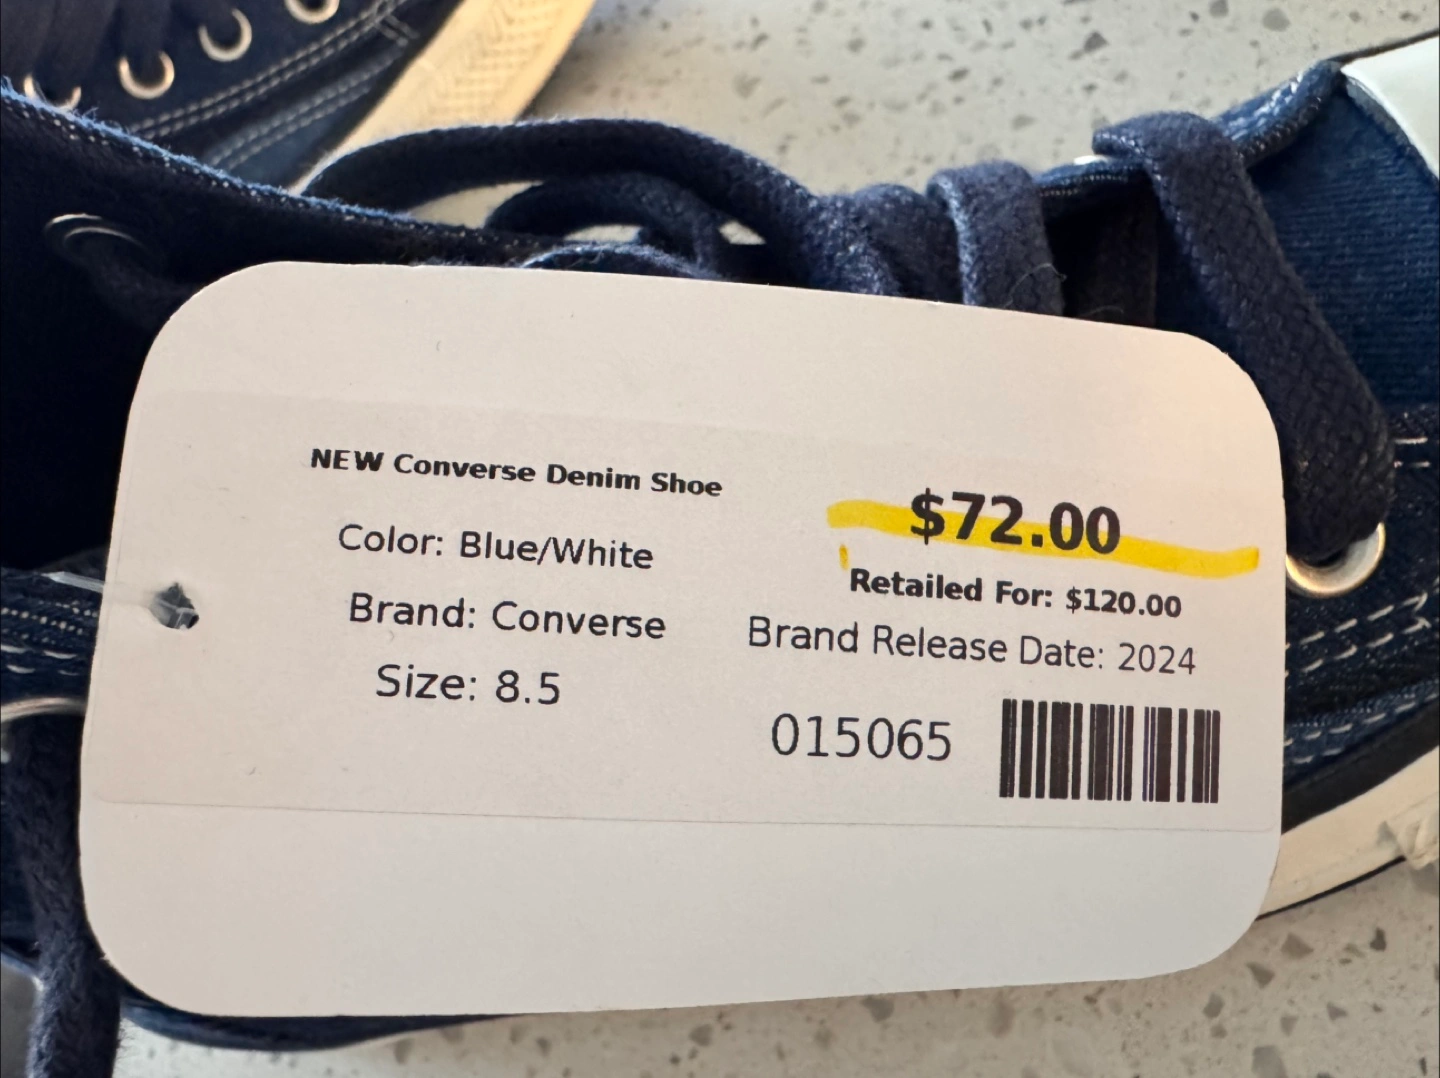 NEW Converse Denim Shoe
Color: Blue/White
Brand: Converse
Size: 8.5
$72.00
Retailed For: $120.00
Brand Release Date: 2024
015065